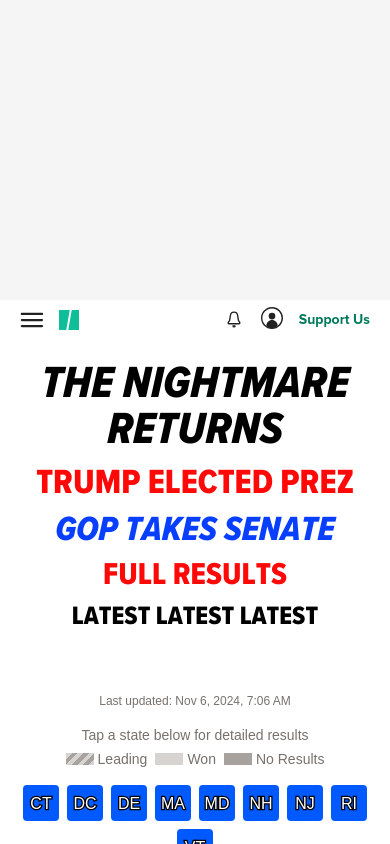 Support Us
THE NIGHTMARE
RETURNS
TRUMP ELECTED PREZ
GOP TAKES SENATE
FULL RESULTS
LATEST LATEST LATEST
Last updated: Nov 6, 2024, 7:06 AM
Tap a state below for detailed results
Leading Won No Results
CT DC DE MA MD NH NJ RI
VT